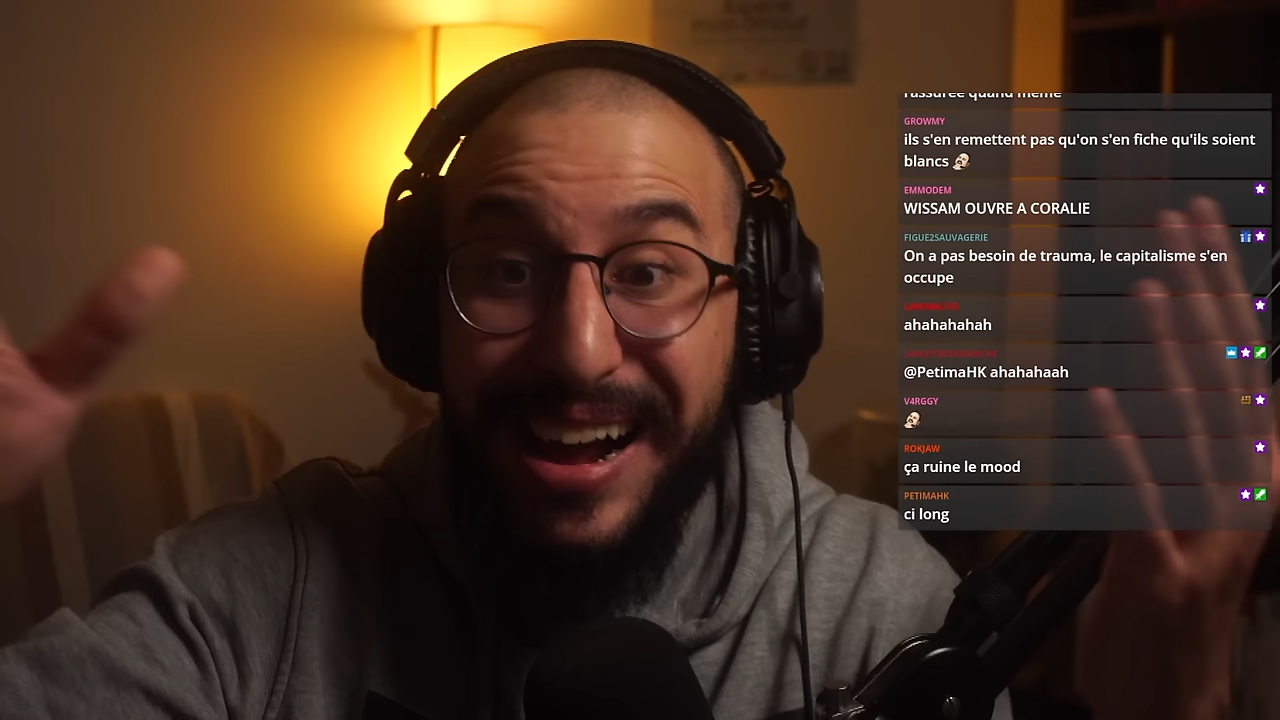 rassurée quand même
GROWMY
ils s'en remettent pas qu'on s'en fiche qu'ils soient
blancs
EMMODEM
WISSAM OUVRE A CORALIE
FIGUE2SAUVAGERIE
On a pas besoin de trauma, le capitalisme s'en
occupe
ahahahahah
@PetimaHK ahahahaah
V4RGGY
ROKJAW
ça ruine le mood
PETIMAHK
ci long